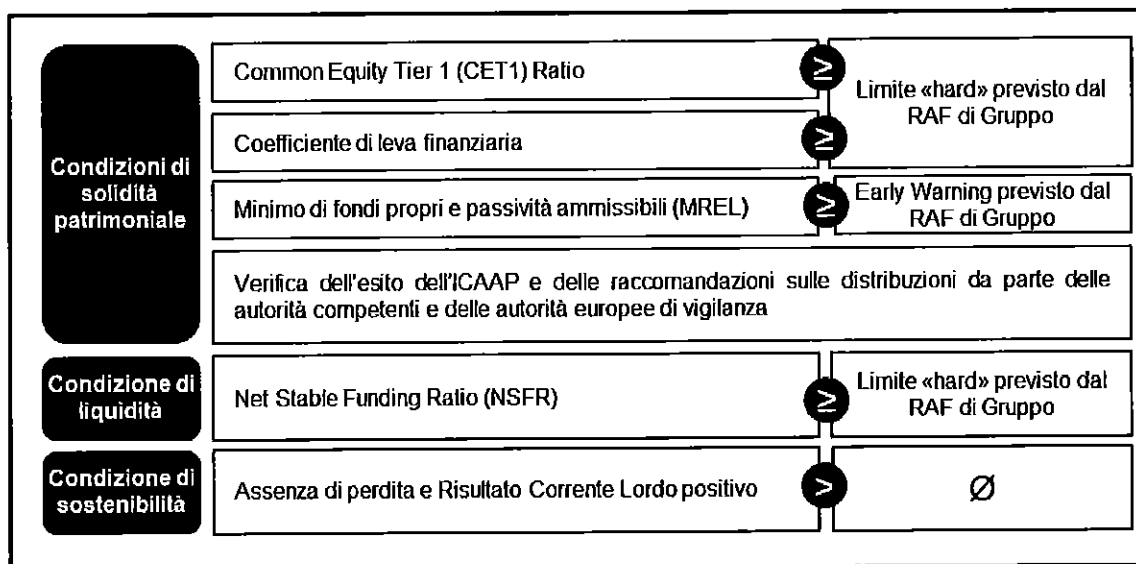 Condizioni di
solidità
patrimoniale
Common Equity Tier 1 (CET1) Ratio
≥
Limite «hard» previsto dal
RAF di Gruppo
Coefficiente di leva finanziaria
≥
Minimo di fondi propri e passività ammissibili (MREL)
≥
Early Warning previsto dal
RAF di Gruppo
Verifica dell'esito dell'ICAAP e delle raccomandazioni sulle distribuzioni da parte delle
autorità competenti e delle autorità europee di vigilanza
Condizione di
liquidità
Net Stable Funding Ratio (NSFR)
≥
Limite «hard» previsto dal
RAF di Gruppo
Condizione di
sostenibilità
Assenza di perdita e Risultato Corrente Lordo positivo
>
Ø